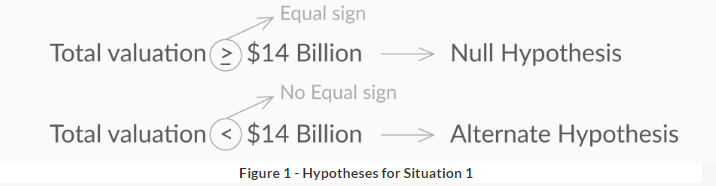 Equal sign
Total valuation ≥ $14 Billion Null Hypothesis
No Equal sign
Total valuation < $14 Billion Alternate Hypothesis
Figure 1 - Hypotheses for Situation 1